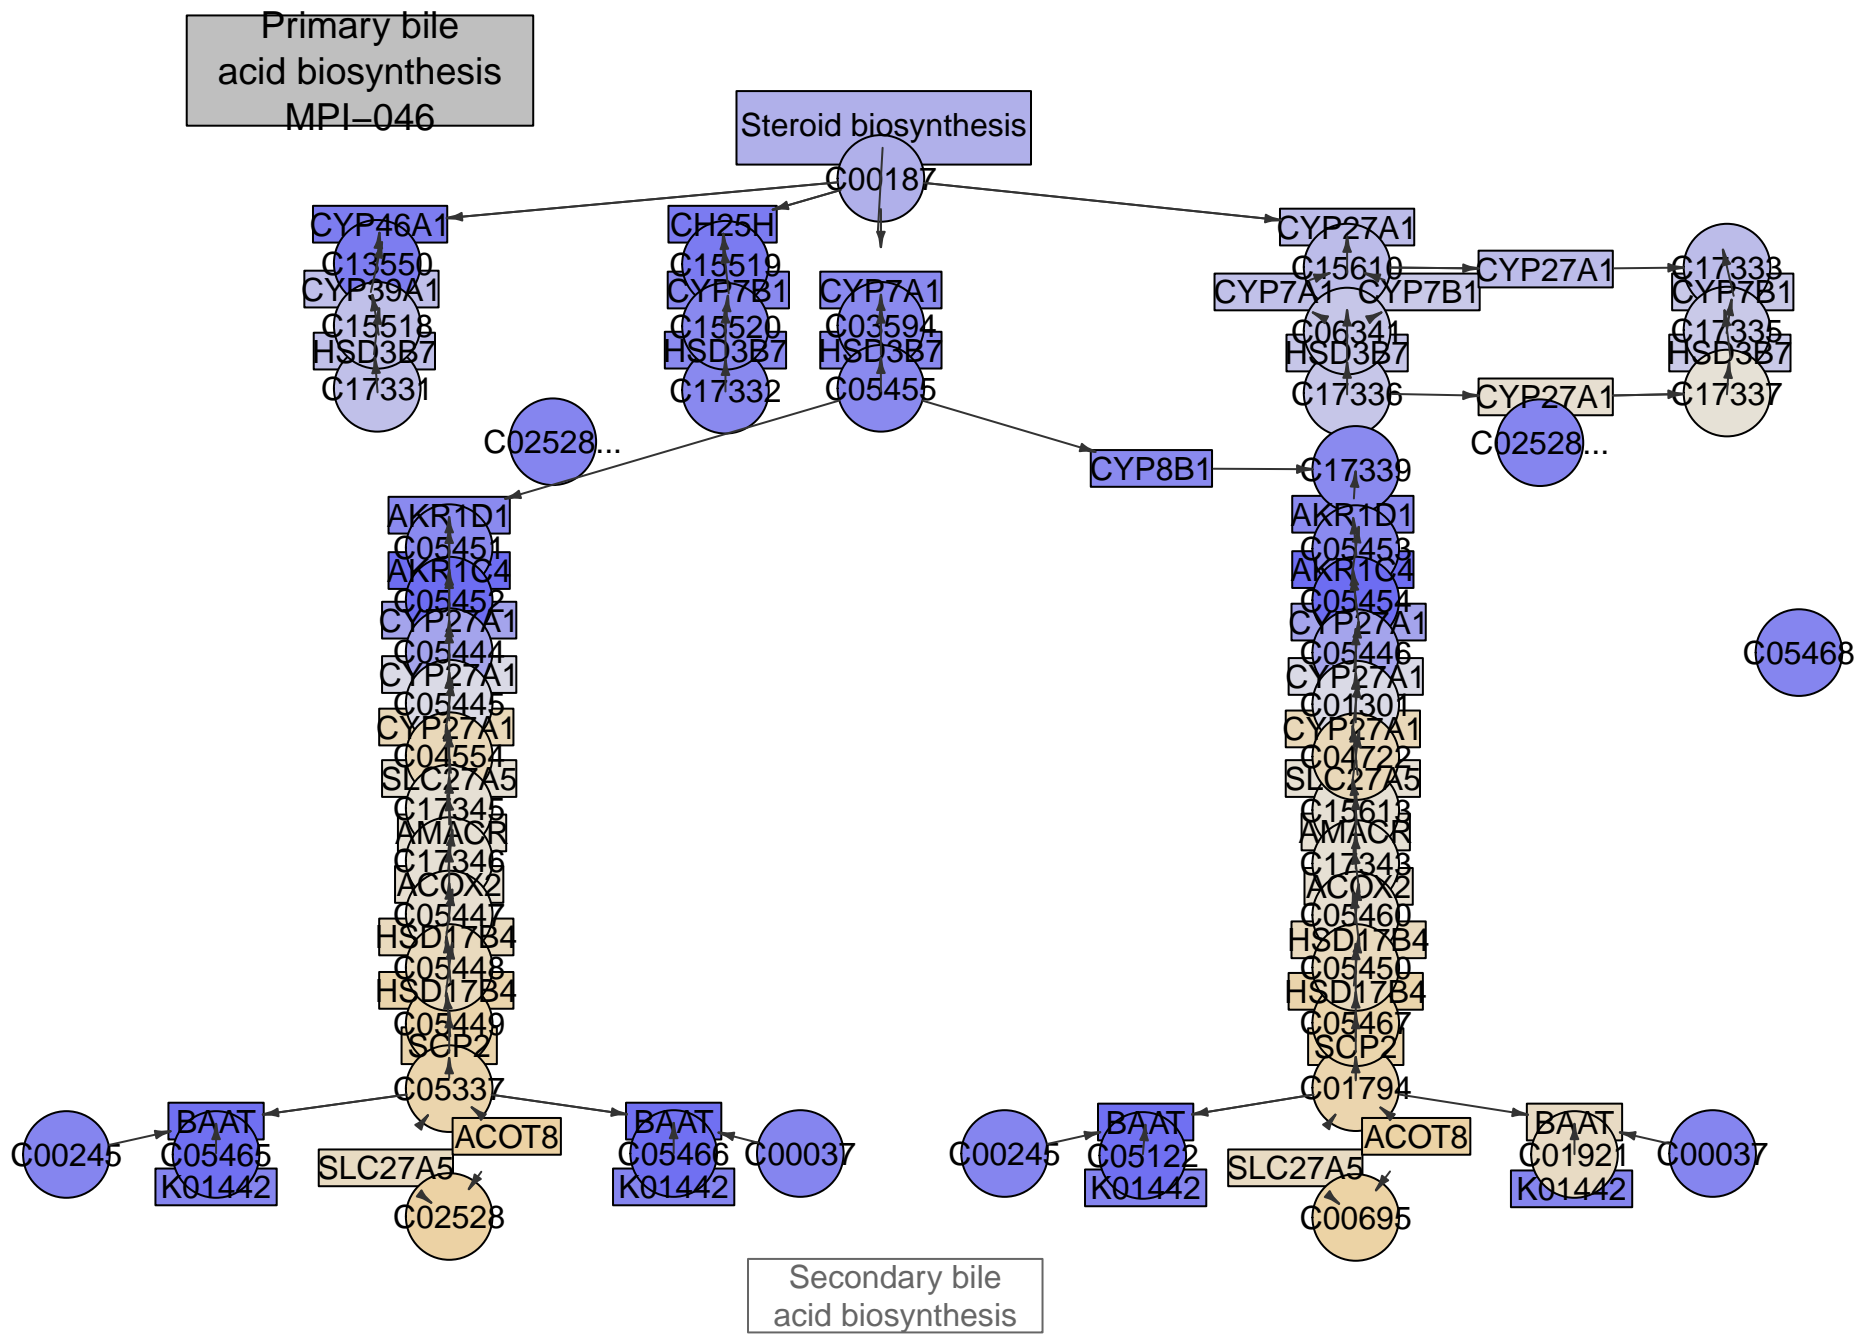 Primary bile
acid biosynthesis
MPI−046
Steroid biosynthesis
C00187
CYP46A1
CH25H
CYP27A1
C13550
C15519
C15610
CYP27A1
C17333
CYP39A1
CYP7B1
CYP7A1
CYP7A1
CYP7B1
CYP7B1
C15518
C15520
C03594
C06341
C17335
HSD3B7
HSD3B7
HSD3B7
HSD3B7
HSD3B7
C17331
C17332
C05455
C17336
CYP27A1
C17337
C02528...
C02528...
CYP8B1
C17339
AKR1D1
AKR1D1
C05451
C05453
AKR1C4
AKR1C4
C05452
C05454
CYP27A1
CYP27A1
C05444
C05446
C05468
CYP27A1
CYP27A1
C05445
C01301
CYP27A1
CYP27A1
C04554
C04722
SLC27A5
SLC27A5
C17345
C15613
AMACR
AMACR
C17346
C17343
ACOX2
ACOX2
C05447
C05460
HSD17B4
HSD17B4
C05448
C05450
HSD17B4
HSD17B4
C05449
C05467
SCP2
SCP2
C05337
C01794
BAAT
BAAT
BAAT
BAAT
ACOT8
ACOT8
C00245
C05465
C05466
C00037
C00245
C05122
C01921
C00037
SLC27A5
SLC27A5
K01442
K01442
K01442
K01442
C02528
C00695
Secondary bile
acid biosynthesis